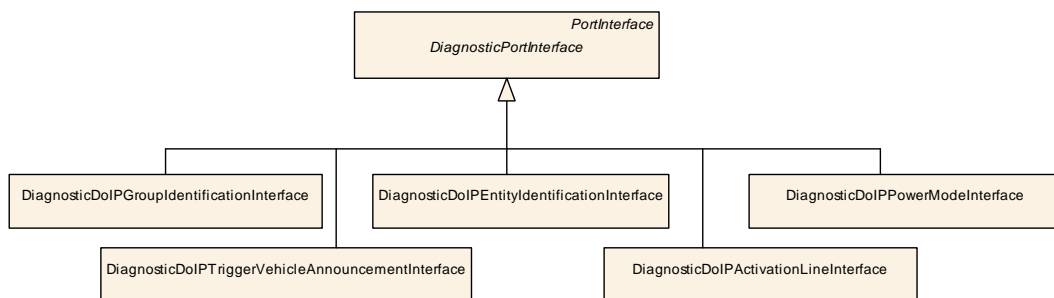 PortInterface
DiagnosticPortInterface
DiagnosticDoIPGroupIdentificationInterface
DiagnosticDoIPEntityIdentificationInterface
DiagnosticDoIPPowerModeInterface
DiagnosticDoIPTriggerVehicleAnnouncementInterface
DiagnosticDoIPActivationLineInterface